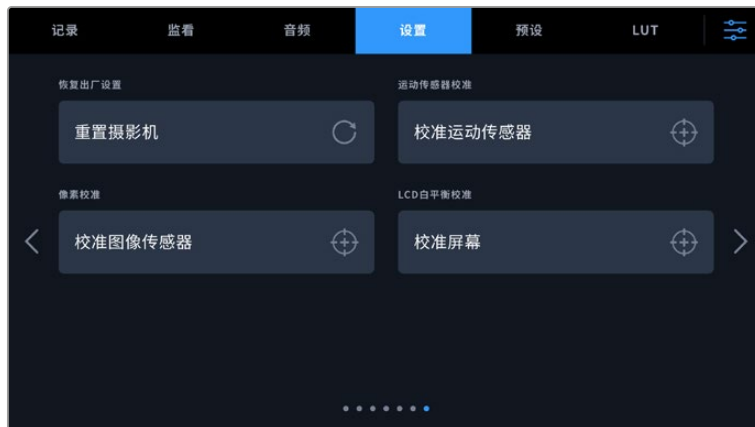 记录 监看 音频 设置 预设 LUT
恢复出厂设置 运动传感器校准
重置摄影机 校准运动传感器
像素校准 LCD白平衡校准
校准图像传感器 校准屏幕